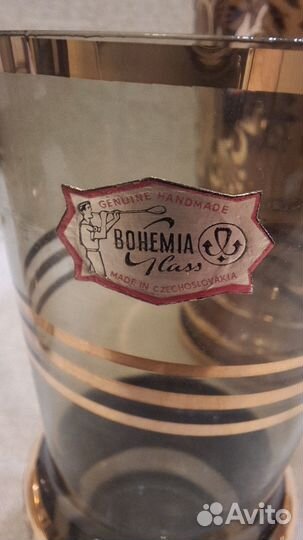 GENUINE HANDMADE
BOHEMIA
Glass
MADE IN CZECHOSLOVAKIA
Avito